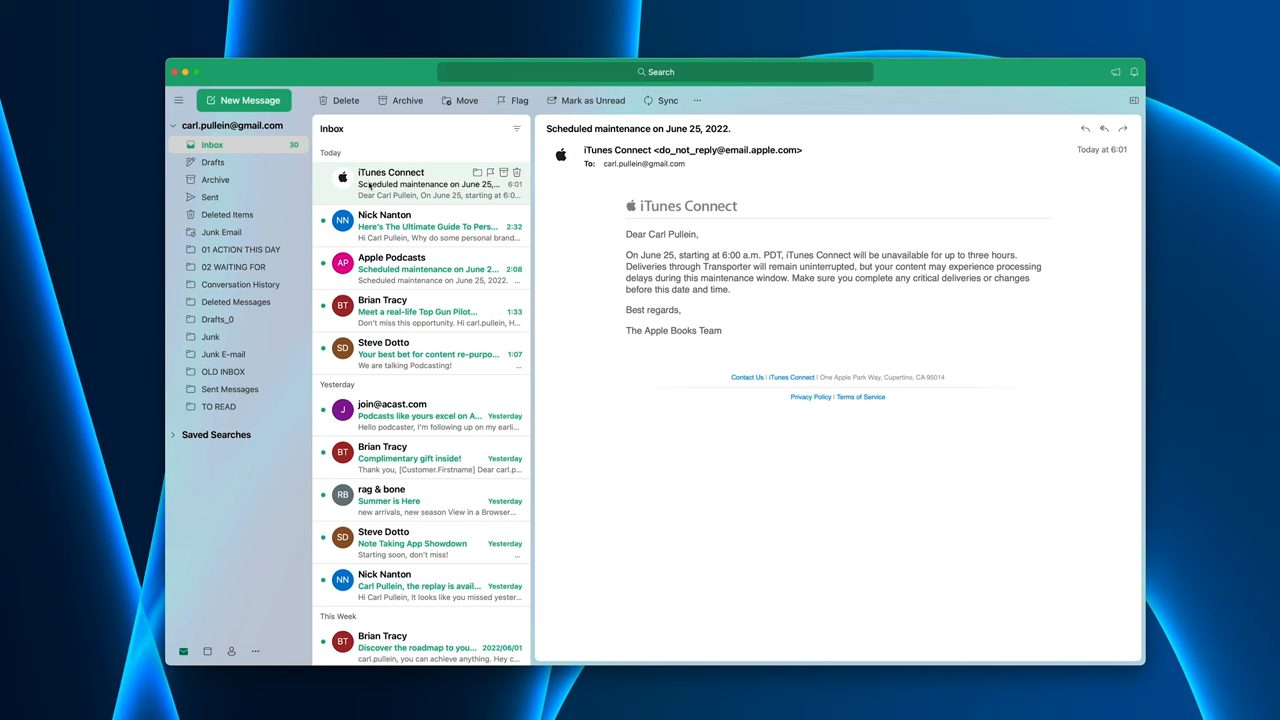 Search
New Message
Delete
Archive
Move
Flag
Mark as Unread
Sync
carl.pullein@gmail.com
Inbox 30
Drafts
Archive
Sent
Deleted Items
Junk Email
01 ACTION THIS DAY
02 WAITING FOR
Conversation History
Deleted Messages
Drafts_0
Junk
Junk E-mail
OLD INBOX
Sent Messages
TO READ
Saved Searches
Inbox
Today
iTunes Connect
Scheduled maintenance on June 25,... 6:01
Dear Carl Pullein, On June 25, starting at 6:0...
NN
Nick Nanton
Here's The Ultimate Guide To Pers... 2:32
Hi Carl Pullein, Why do some personal brand...
AP
Apple Podcasts
Scheduled maintenance on June 2... 2:08
Scheduled maintenance on June 25, 2022. ...
BT
Brian Tracy
Meet a real-life Top Gun Pilot... 1:33
Don't miss this opportunity. Hi carl.pullein, H...
SD
Steve Dotto
Your best bet for content re-purpo... 1:07
We are talking Podcasting! ...
Yesterday
J
join@acast.com
Podcasts like yours excel on A... Yesterday
Hello podcaster, I'm following up on my earli...
BT
Brian Tracy
Complimentary gift inside! Yesterday
Thank you, [Customer.Firstname] Dear carl.p...
RB
rag & bone
Summer is Here Yesterday
new arrivals, new season View in a Browser...
SD
Steve Dotto
Note Taking App Showdown Yesterday
Starting soon, don't miss! ...
NN
Nick Nanton
Carl Pullein, the replay is avail... Yesterday
Hi Carl Pullein, It looks like you missed yester...
This Week
BT
Brian Tracy
Discover the roadmap to you... 2022/06/01
carl.pullein, you can achieve anything. Hey c...
Scheduled maintenance on June 25, 2022.
iTunes Connect <do_not_reply@email.apple.com>
Today at 6:01
To: carl.pullein@gmail.com
iTunes Connect
Dear Carl Pullein,
On June 25, starting at 6:00 a.m. PDT, iTunes Connect will be unavailable for up to three hours.
Deliveries through Transporter will remain uninterrupted, but your content may experience processing
delays during this maintenance window. Make sure you complete any critical deliveries or changes
before this date and time.
Best regards,
The Apple Books Team
Contact Us | iTunes Connect | One Apple Park Way, Cupertino, CA 95014
Privacy Policy | Terms of Service